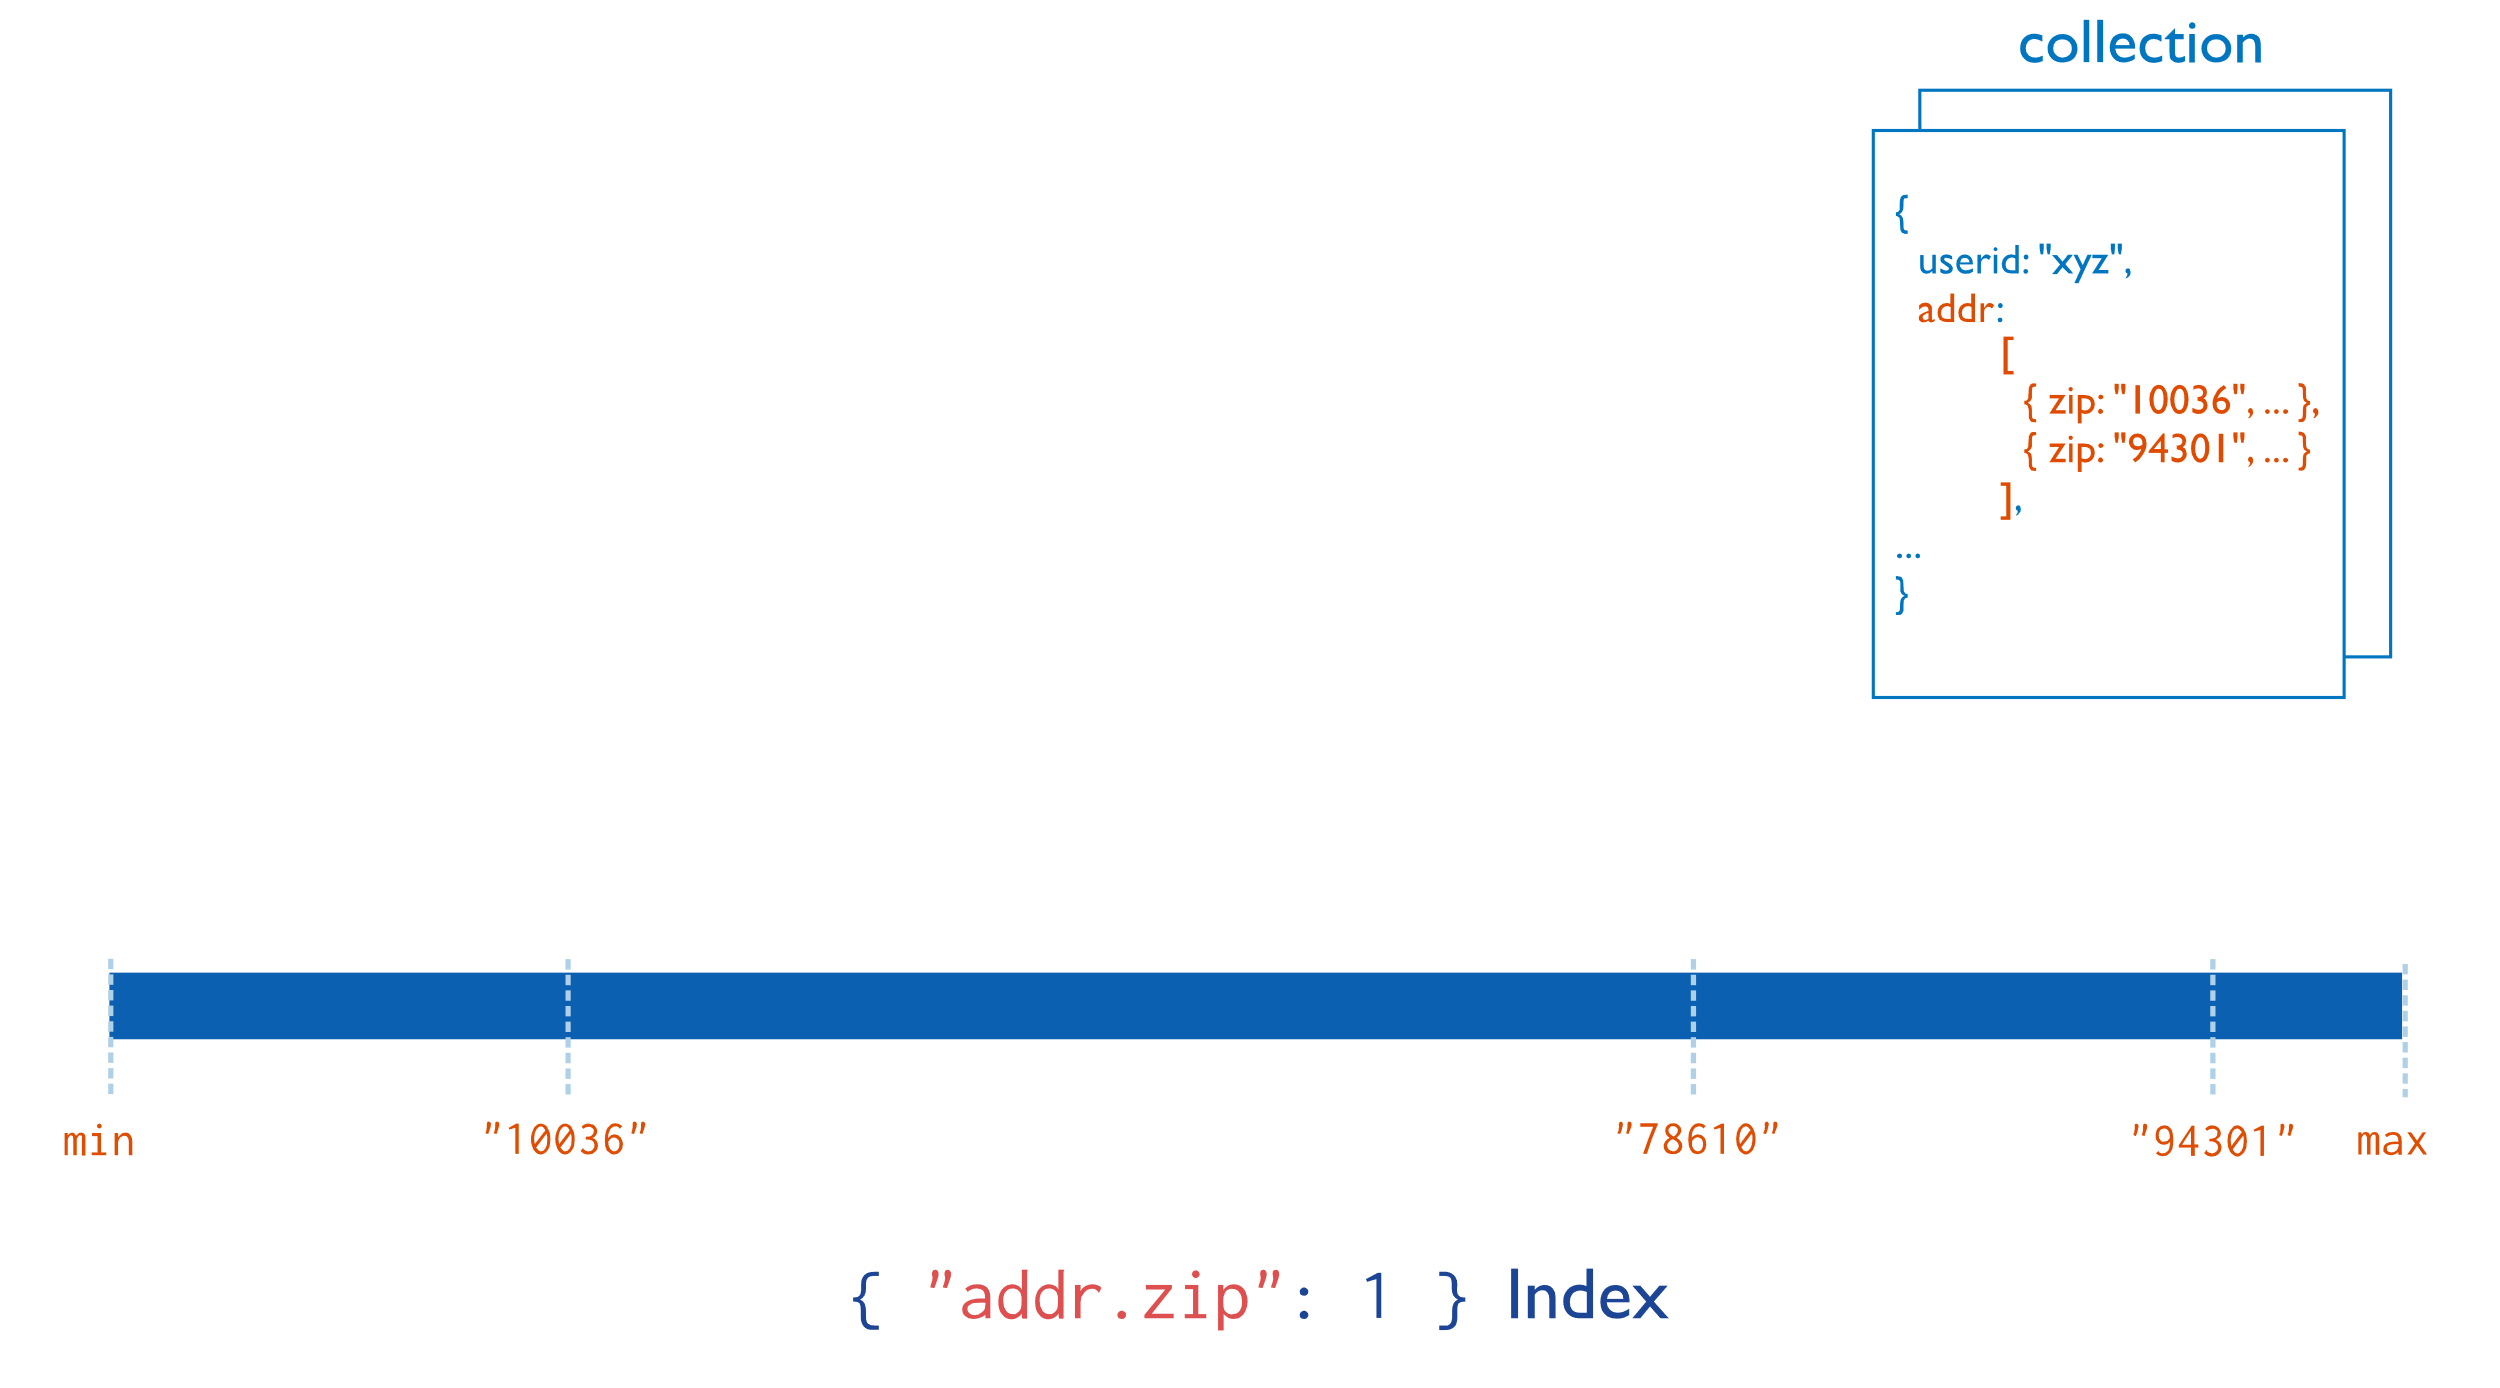 collection
{
userid:"xyz",
addr:
[
{ zip:"10036", ... },
{ zip:"94301", ... }
],
...
}
min "10036" "78610" "94301" max
{ "addr.zip": 1 } Index